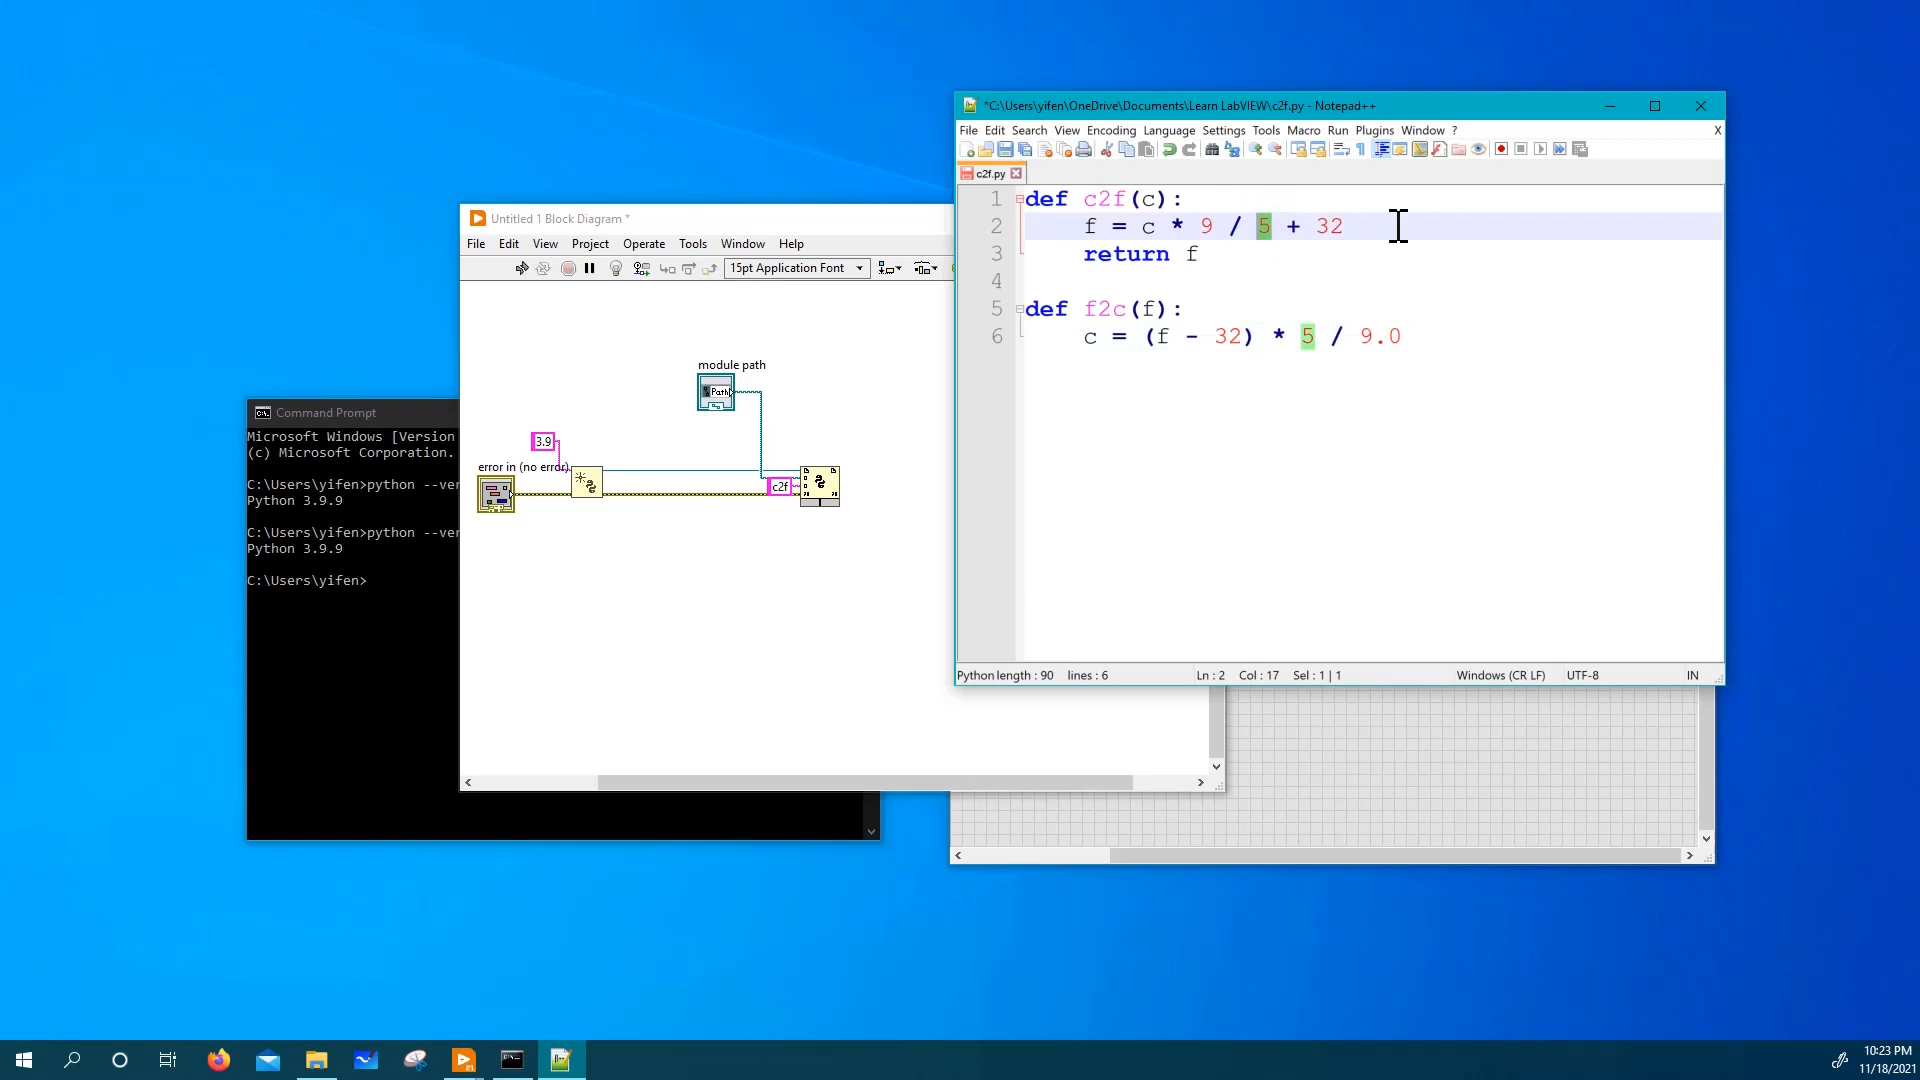 *C:\Users\yifen\OneDrive\Documents\Learn LabVIEW\c2f.py - Notepad++
File Edit Search View Encoding Language Settings Tools Macro Run Plugins Window ? X
c2f.py
1 def c2f(c):
2 f = c * 9 / 5 + 32
3 return f
4
5 def f2c(f):
6 c = (f - 32) * 5 / 9.0
Python length : 90 lines : 6 Ln : 2 Col : 17 Sel : 1 | 1 Windows (CR LF) UTF-8 IN
Untitled 1 Block Diagram *
File Edit View Project Operate Tools Window Help
15pt Application Font
module path
Path
3.9
error in (no error)
c2f
Command Prompt
Microsoft Windows [Version
(c) Microsoft Corporation.
C:\Users\yifen>python --ver
Python 3.9.9
C:\Users\yifen>python --ver
Python 3.9.9
C:\Users\yifen>
21
10:23 PM
11/18/2021